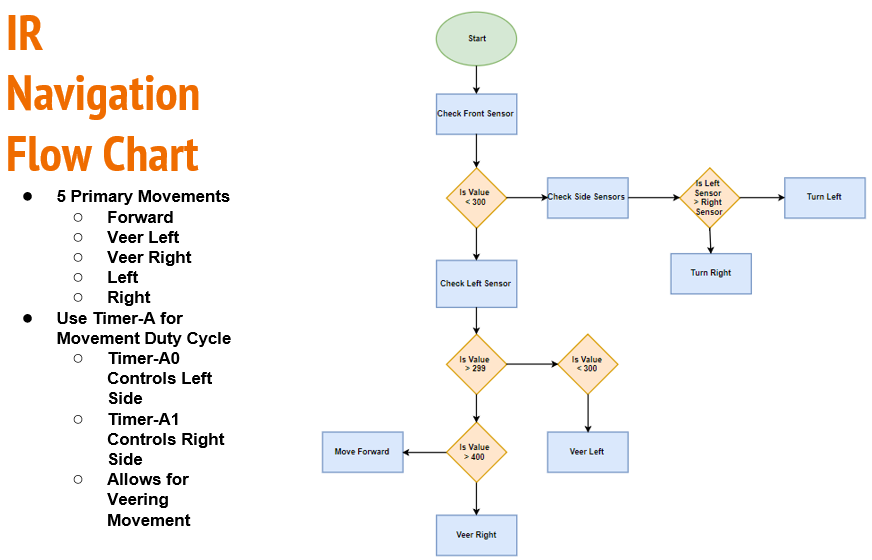 IR
Navigation
Flow Chart
● 5 Primary Movements
○ Forward
○ Veer Left
○ Veer Right
○ Left
○ Right
● Use Timer-A for
Movement Duty Cycle
○ Timer-A0
Controls Left
Side
○ Timer-A1
Controls Right
Side
○ Allows for
Veering
Movement
Start
Check Front Sensor
Is Value
< 300
Check Side Sensors
Is Left
Sensor
> Right
Sensor
Turn Left
Turn Right
Check Left Sensor
Is Value
> 299
Is Value
< 300
Veer Left
Is Value
> 400
Move Forward
Veer Right